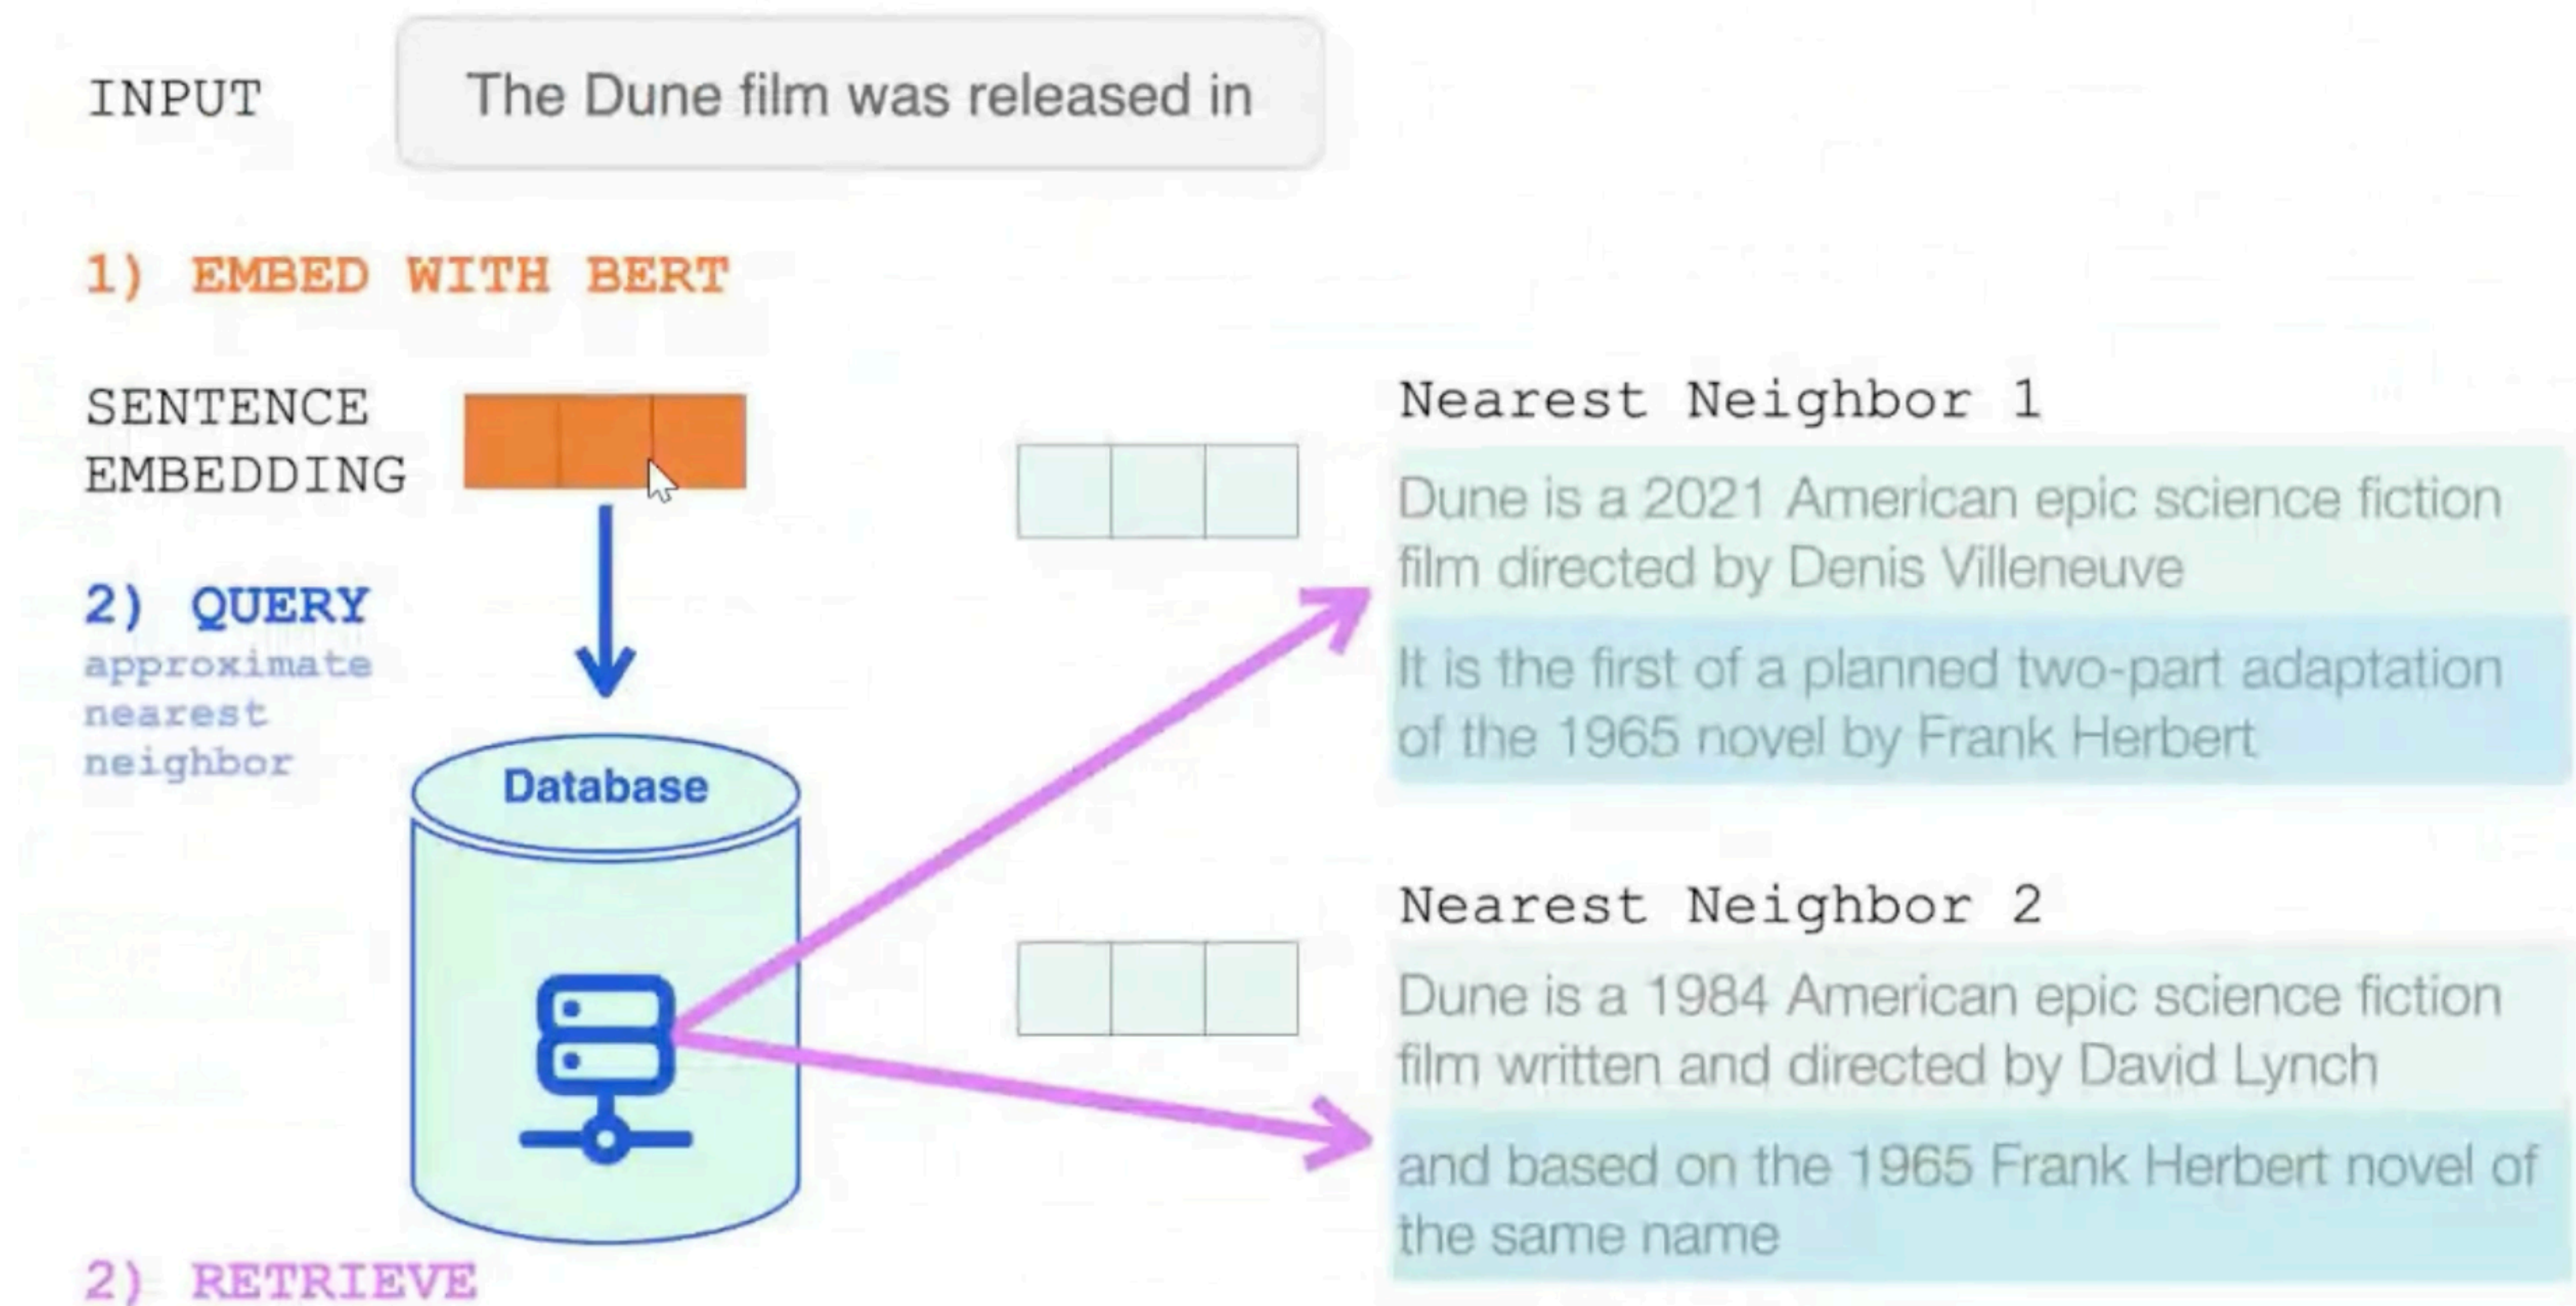 INPUT
The Dune film was released in
1) EMBED WITH BERT
SENTENCE
EMBEDDING
2) QUERY
approximate
nearest
neighbor
Database
2) RETRIEVE
Nearest Neighbor 1
Dune is a 2021 American epic science fiction
film directed by Denis Villeneuve
It is the first of a planned two-part adaptation
of the 1965 novel by Frank Herbert
Nearest Neighbor 2
Dune is a 1984 American epic science fiction
film written and directed by David Lynch
and based on the 1965 Frank Herbert novel of
the same name